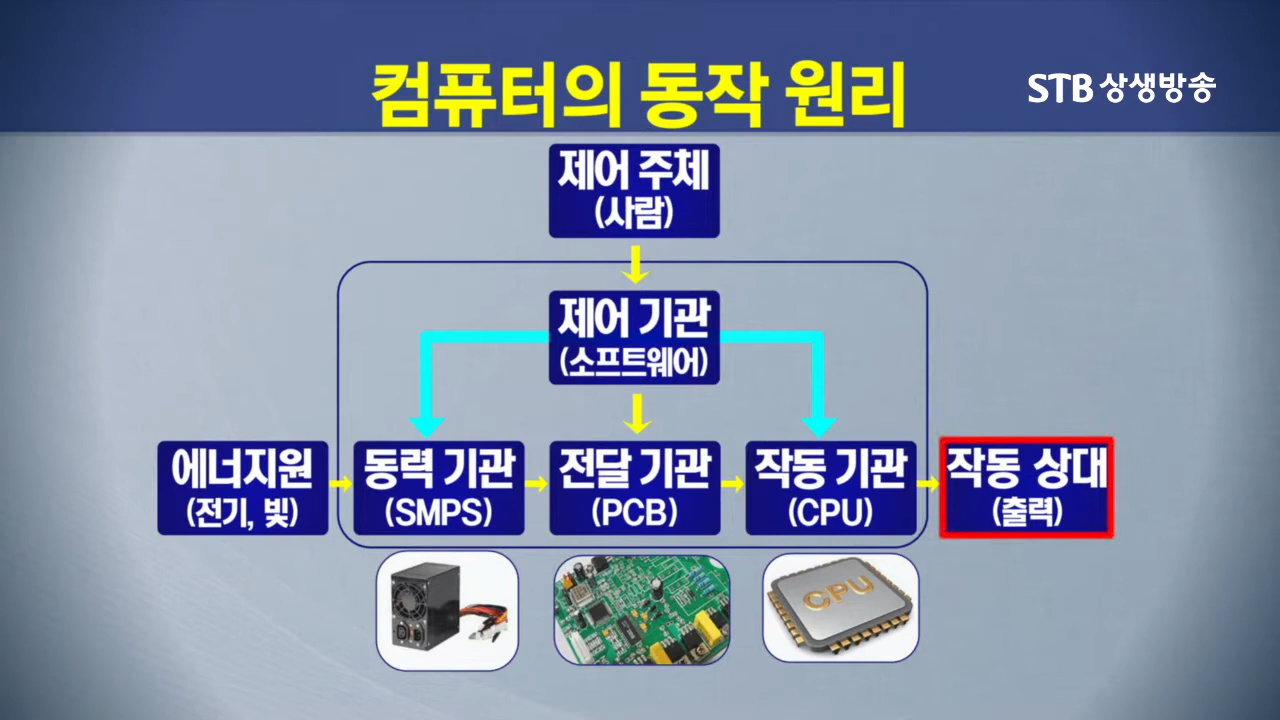 컴퓨터의 동작 원리
STB 상생방송
제어 주체
(사람)
제어 기관
(소프트웨어)
에너지원
(전기, 빛)
동력 기관
(SMPS)
전달 기관
(PCB)
작동 기관
(CPU)
작동 상대
(출력)
CPU